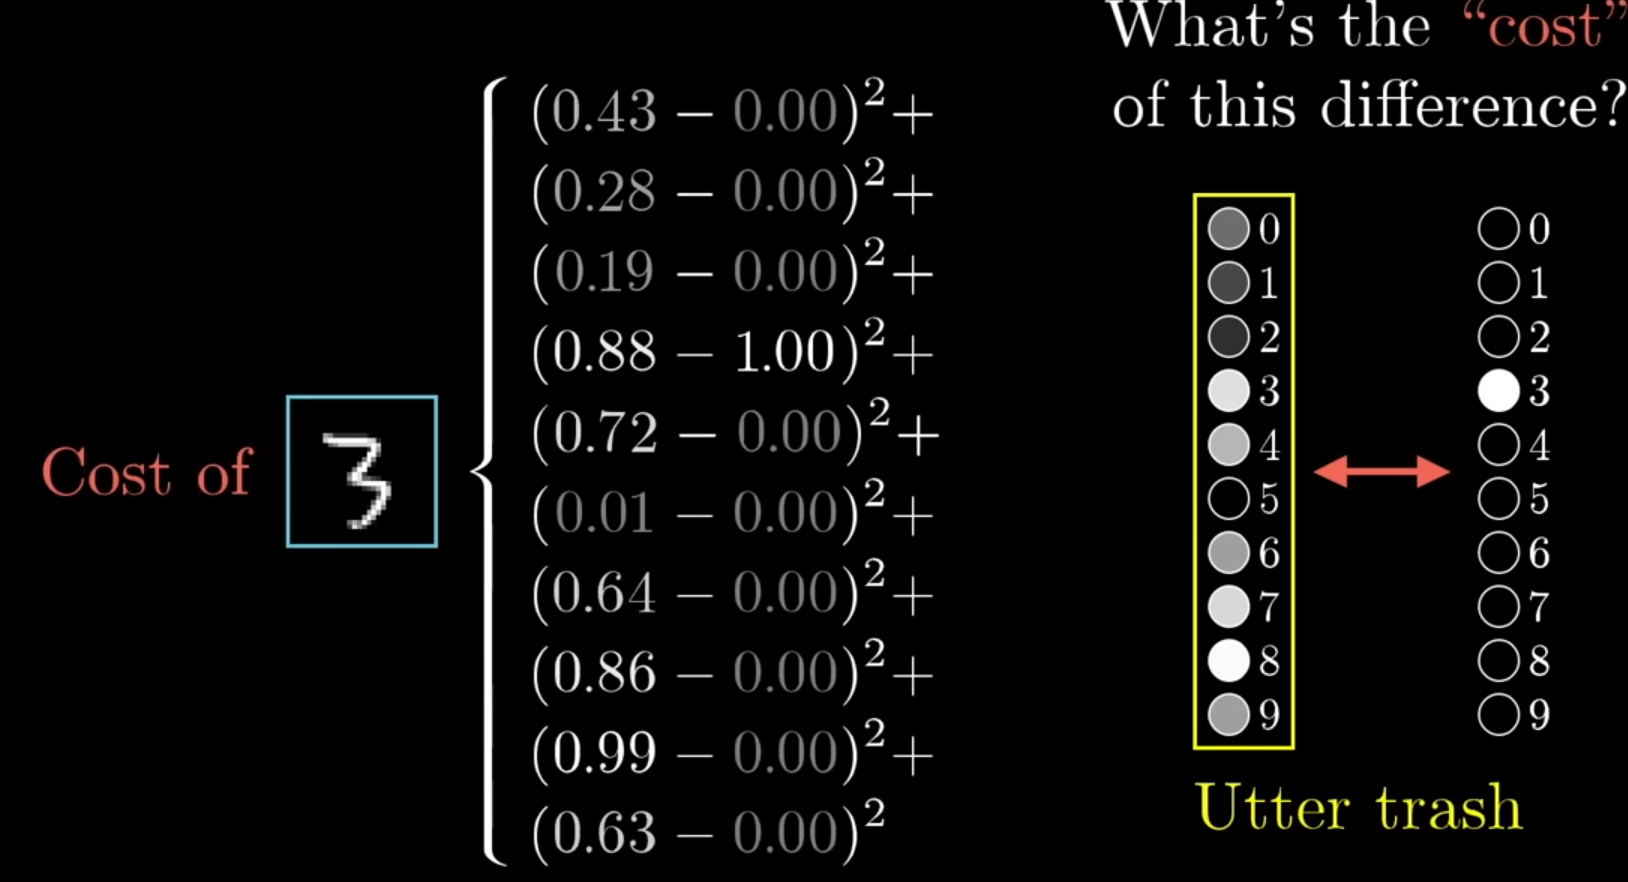 What's the “cost”
of this difference?
Cost of
3
(0.43 − 0.00)²+
(0.28 − 0.00)²+
(0.19 − 0.00)²+
(0.88 − 1.00)²+
(0.72 − 0.00)²+
(0.01 − 0.00)²+
(0.64 − 0.00)²+
(0.86 − 0.00)²+
(0.99 − 0.00)²+
(0.63 − 0.00)²
0 0
1 1
2 2
3 3
4 4
5 5
6 6
7 7
8 8
9 9
Utter trash